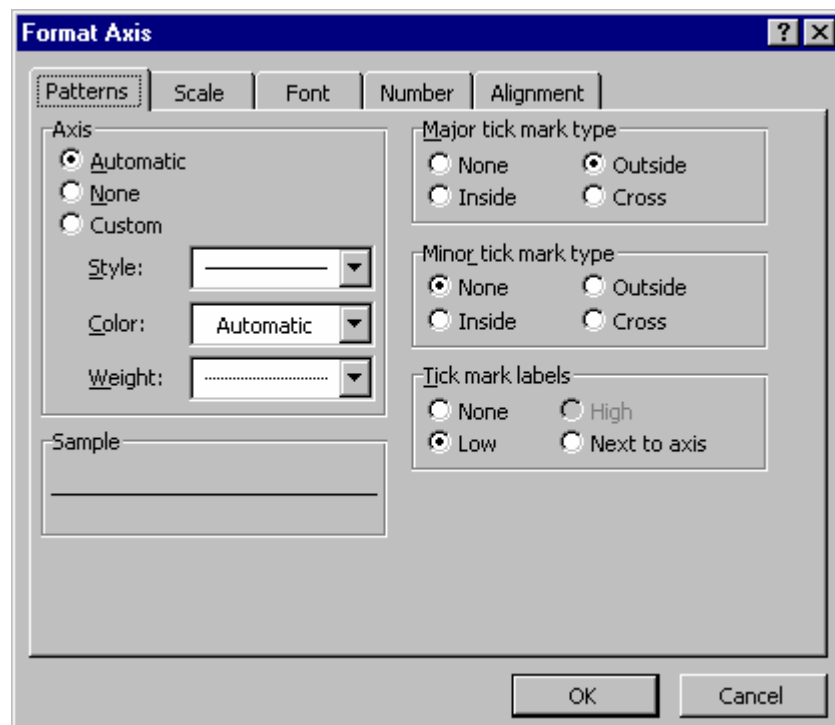 Format Axis
Patterns Scale Font Number Alignment
Axis
Automatic
None
Custom
Style:
Color: Automatic
Weight:
Sample
Major tick mark type
None Outside
Inside Cross
Minor tick mark type
None Outside
Inside Cross
Tick mark labels
None High
Low Next to axis
OK Cancel